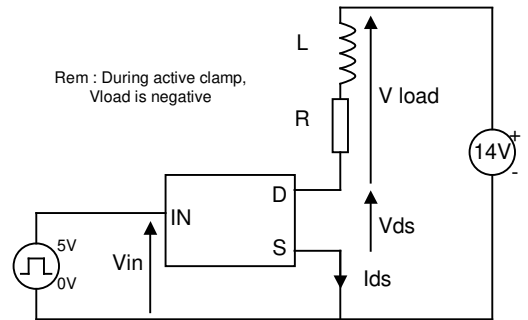 L
Rem : During active clamp,
Vload is negative
V load
R
+
14V
-
D
IN
Vds
S
5V
0V
Vin
Ids